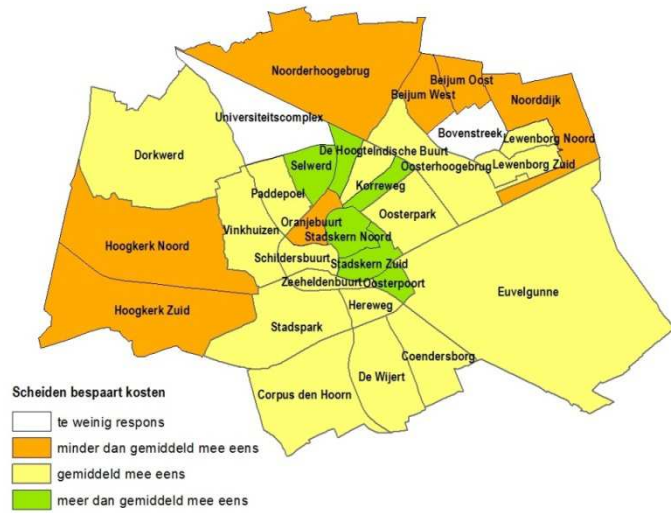 Noorderhoogebrug
Beijum Oost
Beijum West
Noorddijk
Universiteitscomplex
Bovenstreek
De Hoogte
Indische Buurt
Lewenborg Noord
Dorkwerd
Selwerd
Oosterhoogebrug
Lewenborg Zuid
Paddepoel
Korreweg
Oranjebuurt
Oosterpark
Vinkhuizen
Stadskern Noord
Hoogkerk Noord
Schildersbuurt
Stadskern Zuid
Zeeheldenbuurt
Oosterpoort
Euvelgunne
Hoogkerk Zuid
Hereweg
Stadspark
Coendersborg
De Wijert
Corpus den Hoorn
Scheiden bespaart kosten
te weinig respons
minder dan gemiddeld mee eens
gemiddeld mee eens
meer dan gemiddeld mee eens